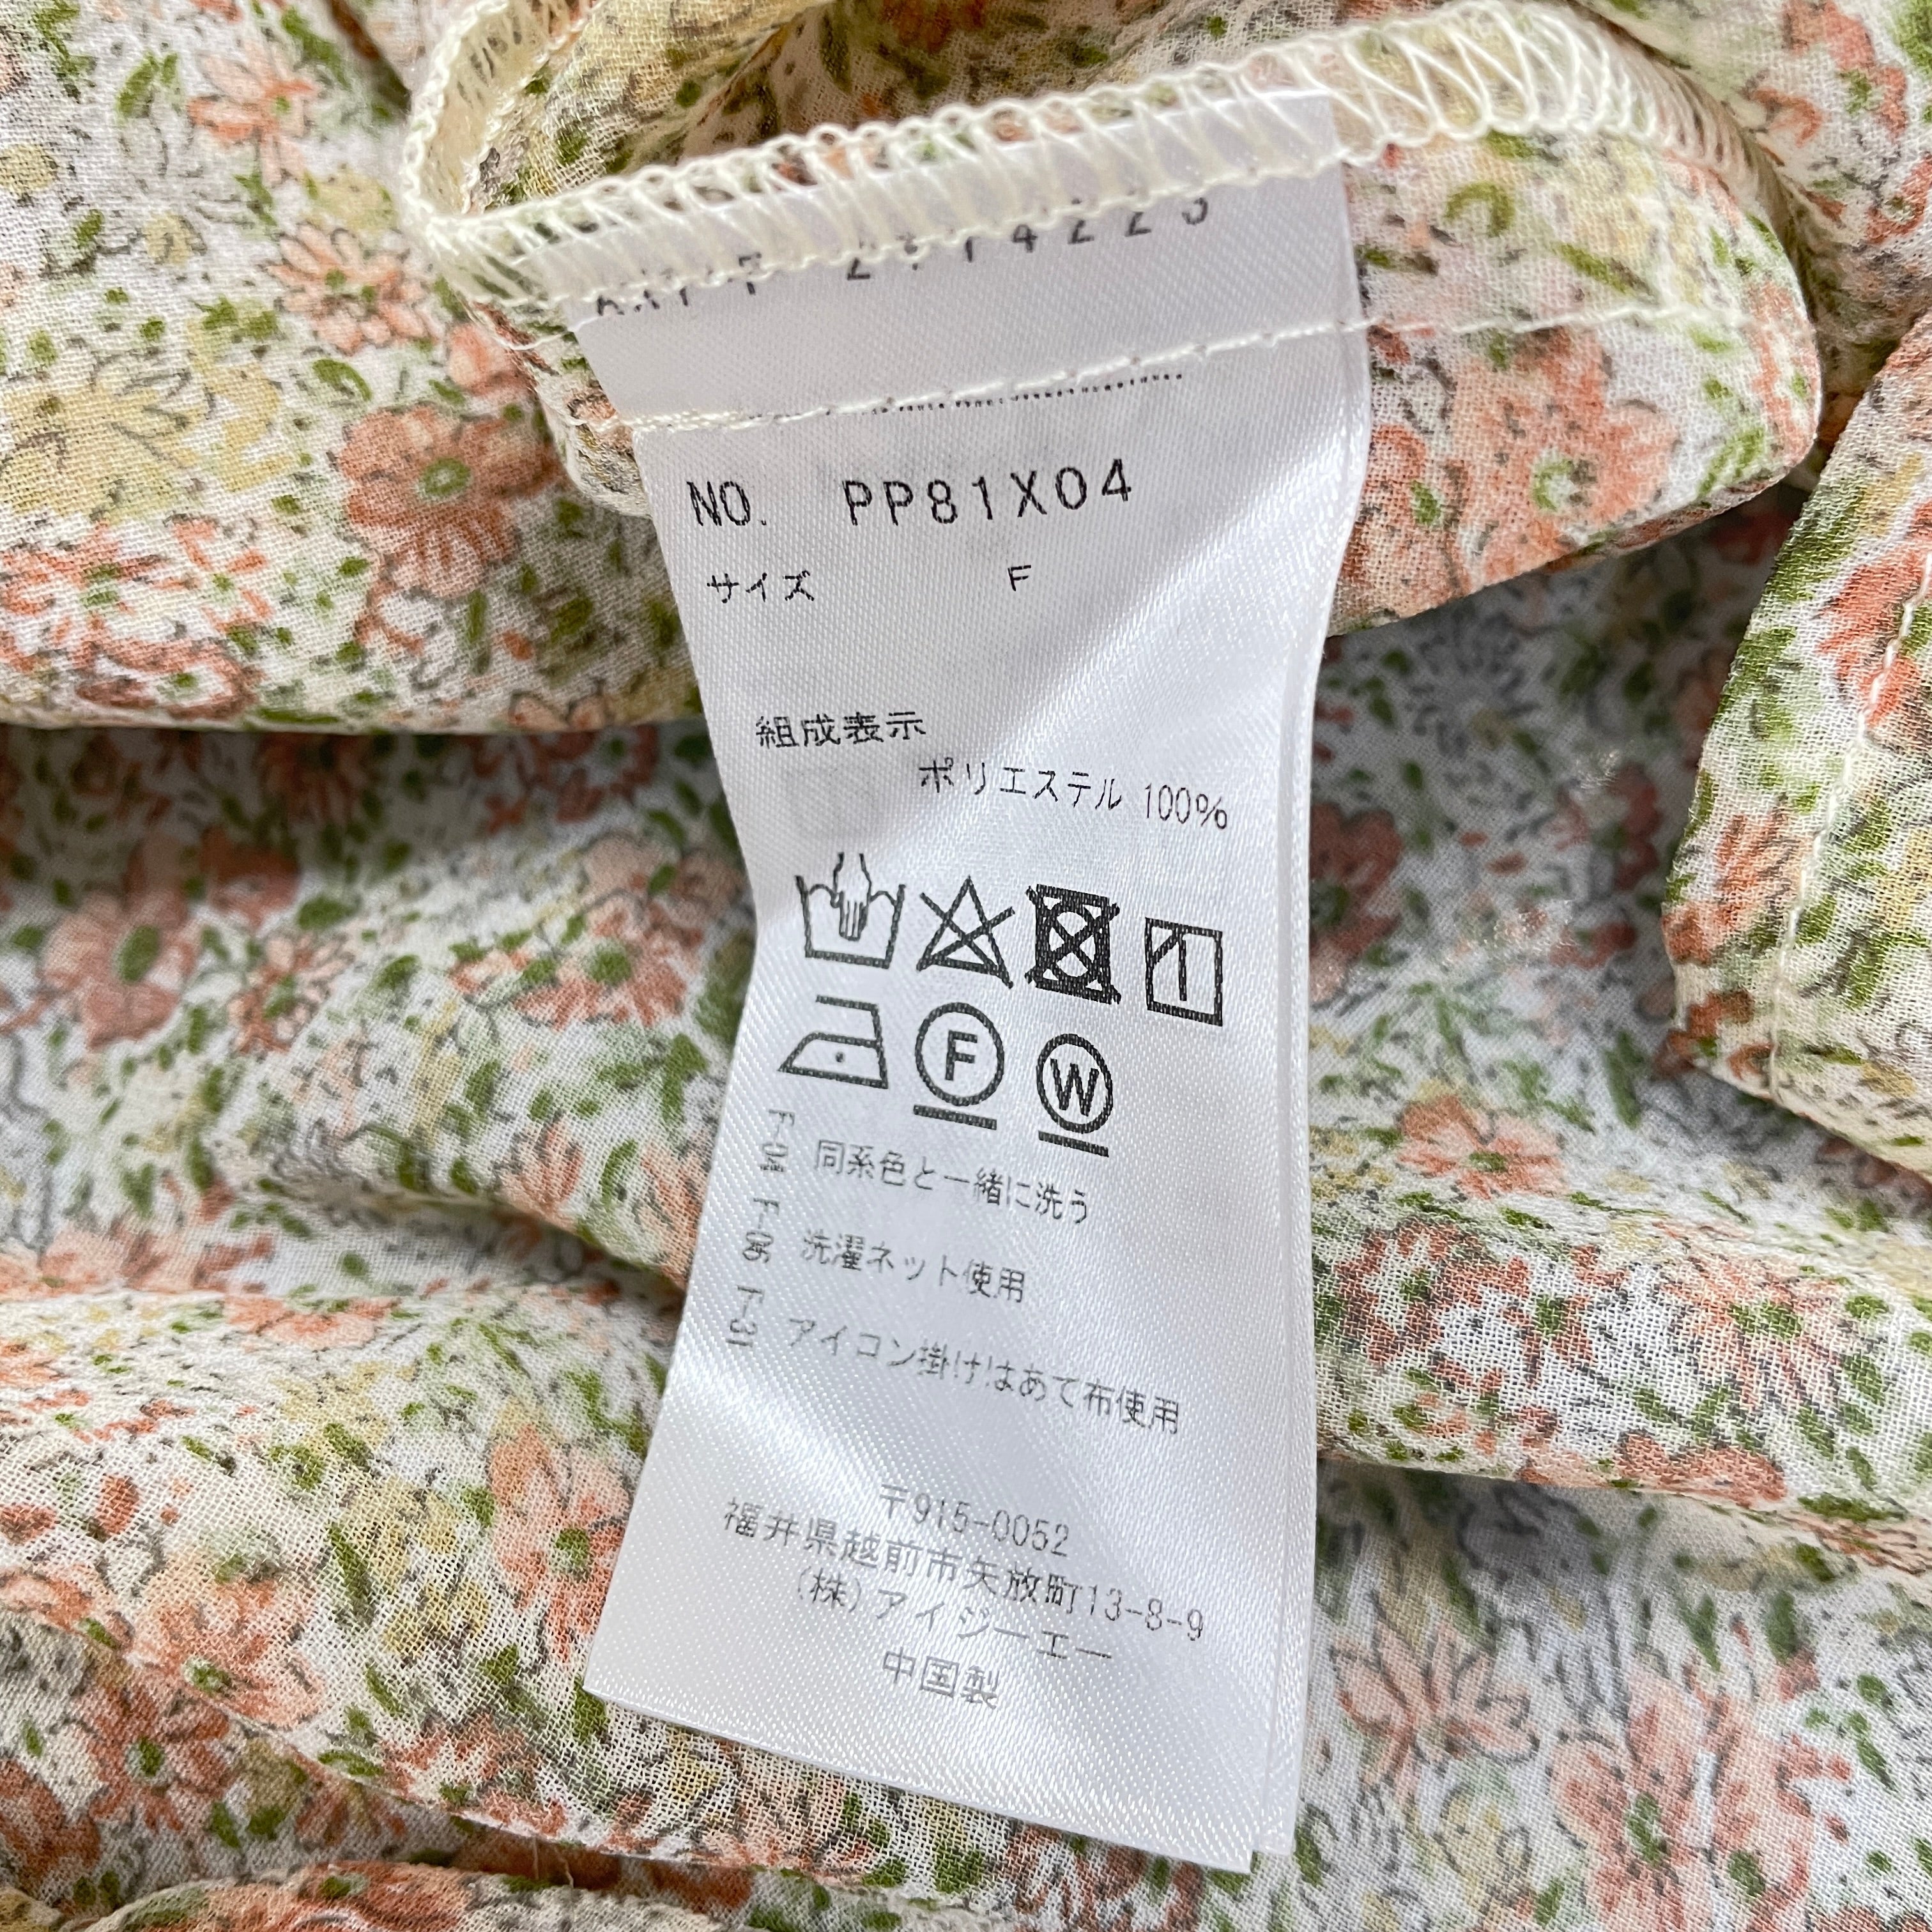 NO. PP81X04
サイズ F
組成表示
ポリエステル 100%
F
W
同系色と一緒に洗う
洗濯ネット使用
アイロン掛けはあて布使用
〒915-0052
福井県越前市矢放町13-8-9
(株)アイジーエー
中国製